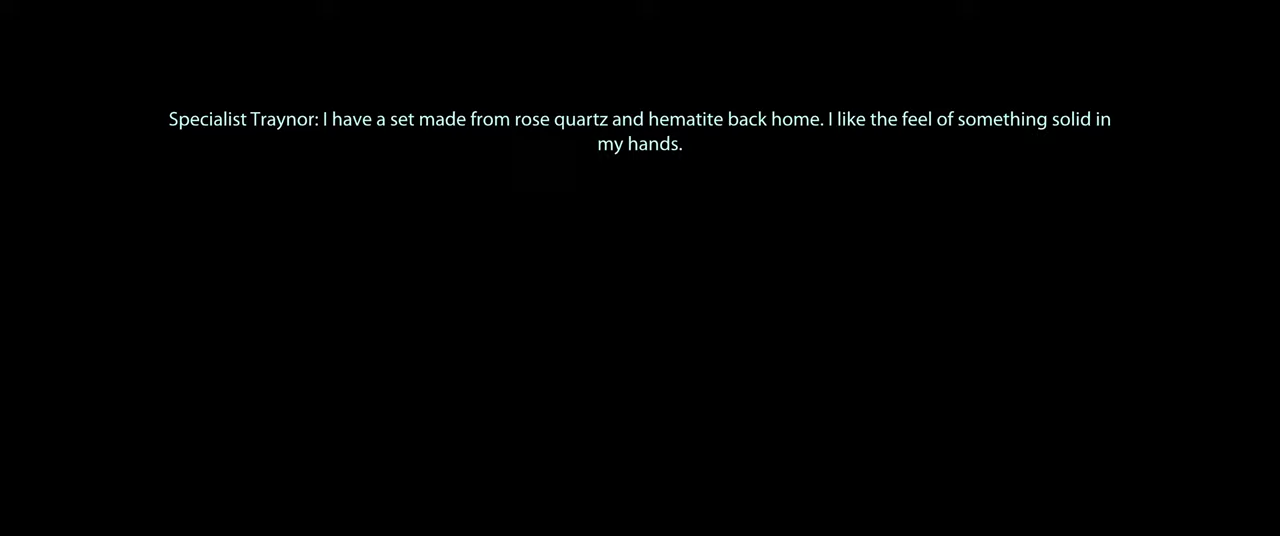 Specialist Traynor: I have a set made from rose quartz and hematite back home. I like the feel of something solid in
my hands.